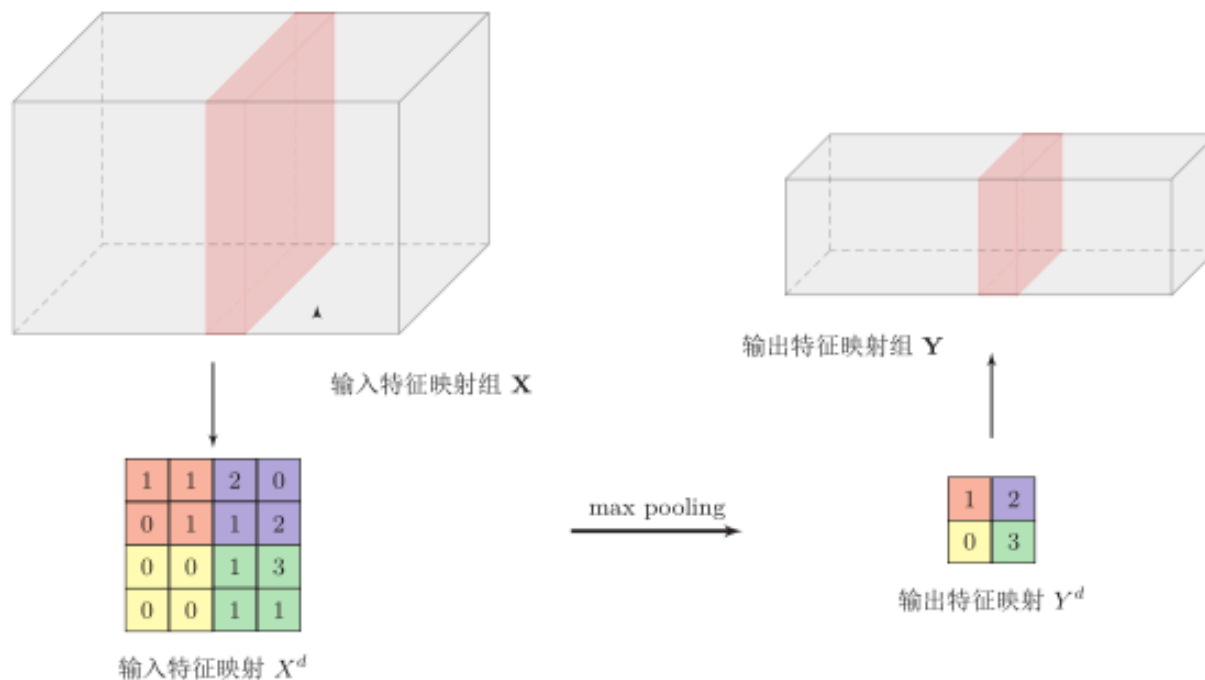 输出特征映射组 Y
输入特征映射组 X
1 1 2 0
0 1 1 2
0 0 1 3
0 0 1 1
输入特征映射 X^d
max pooling
1 2
0 3
输出特征映射 Y^d